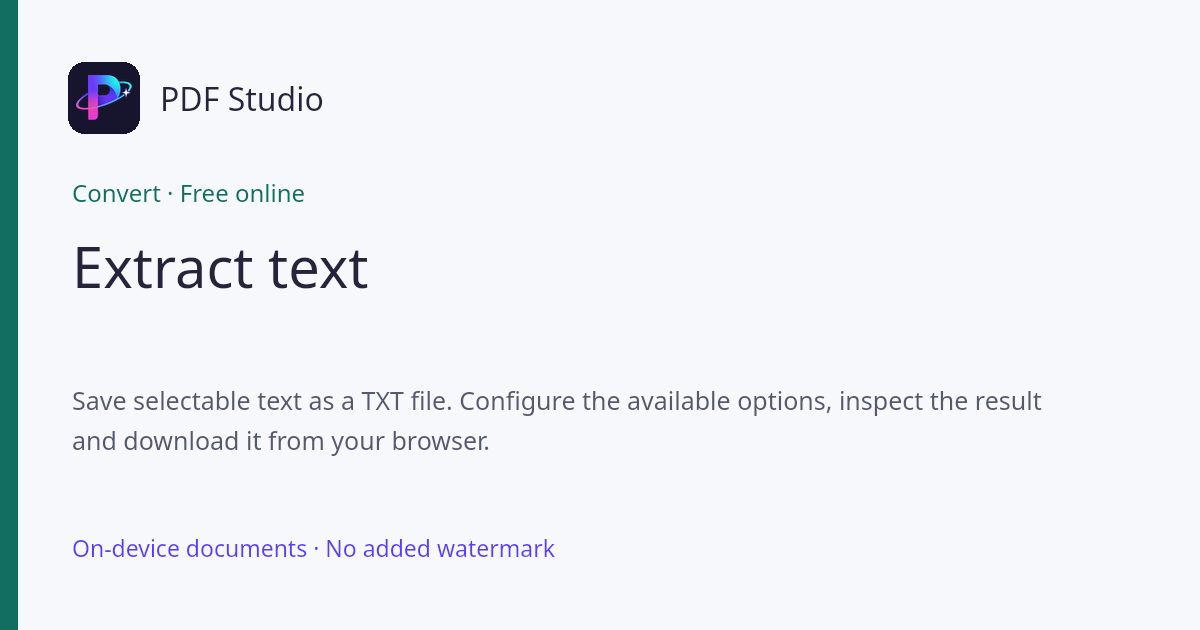 PDF Studio
Convert · Free online
Extract text
Save selectable text as a TXT file. Configure the available options, inspect the result
and download it from your browser.
On-device documents · No added watermark